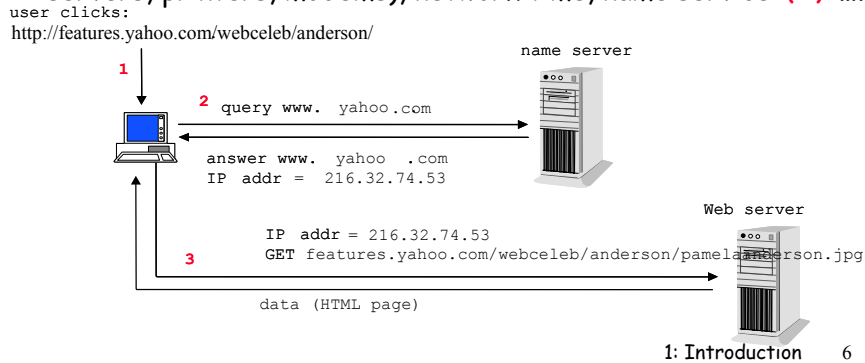 user clicks:
http://features.yahoo.com/webceleb/anderson/
name server
1
2 query www. yahoo.com
answer www. yahoo .com
IP addr = 216.32.74.53
Web server
IP addr = 216.32.74.53
3 GET features.yahoo.com/webceleb/anderson/pamelaanderson.jpg
data (HTML page)
1: Introduction 6